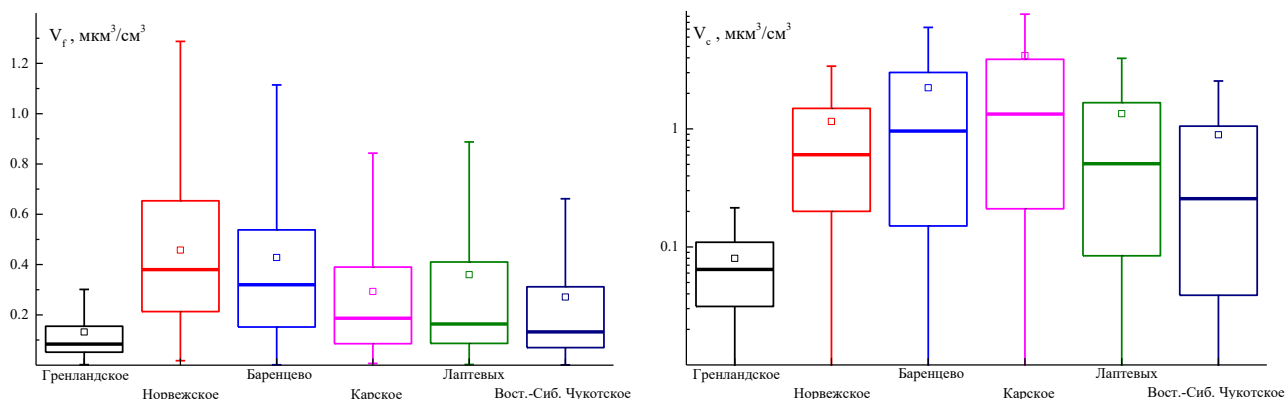 V_f , мкм³/см³
1.2
1.0
0.8
0.6
0.4
0.2
Гренландское
Норвежское
Баренцево
Карское
Лаптевых
Вост.-Сиб. Чукотское
V_c , мкм³/см³
1
0.1
Гренландское
Норвежское
Баренцево
Карское
Лаптевых
Вост.-Сиб. Чукотское